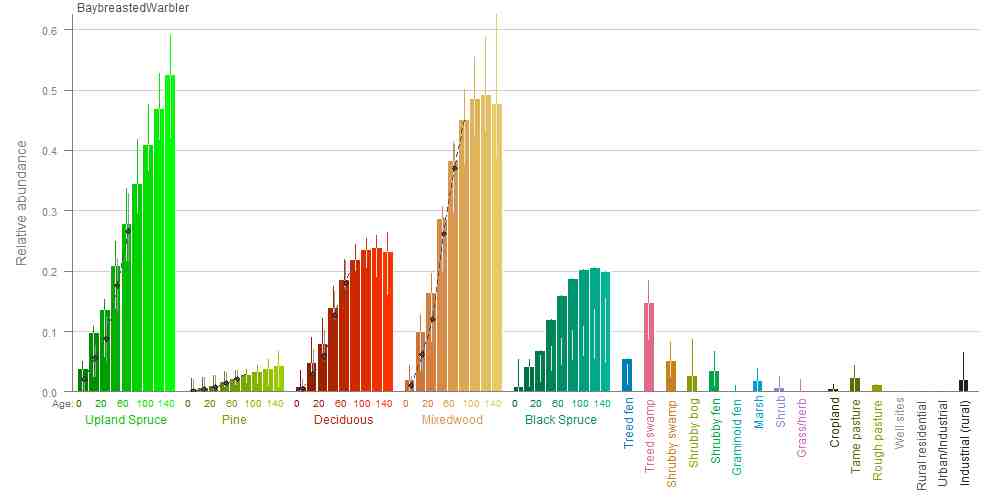 BaybreastedWarbler
Relative abundance
0.6
0.5
0.4
0.3
0.2
0.1
0.0
Age: 0 20 60 100 140 0 20 60 100 140 0 20 60 100 140 0 20 60 100 140 0 20 60 100 140
Upland Spruce Pine Deciduous Mixedwood Black Spruce
Treed fen
Treed swamp
Shrubby swamp
Shrubby bog
Shrubby fen
Graminoid fen
Marsh
Shrub
Grass/herb
Cropland
Tame pasture
Rough pasture
Well sites
Rural residential
Urban/Industrial
Industrial (rural)